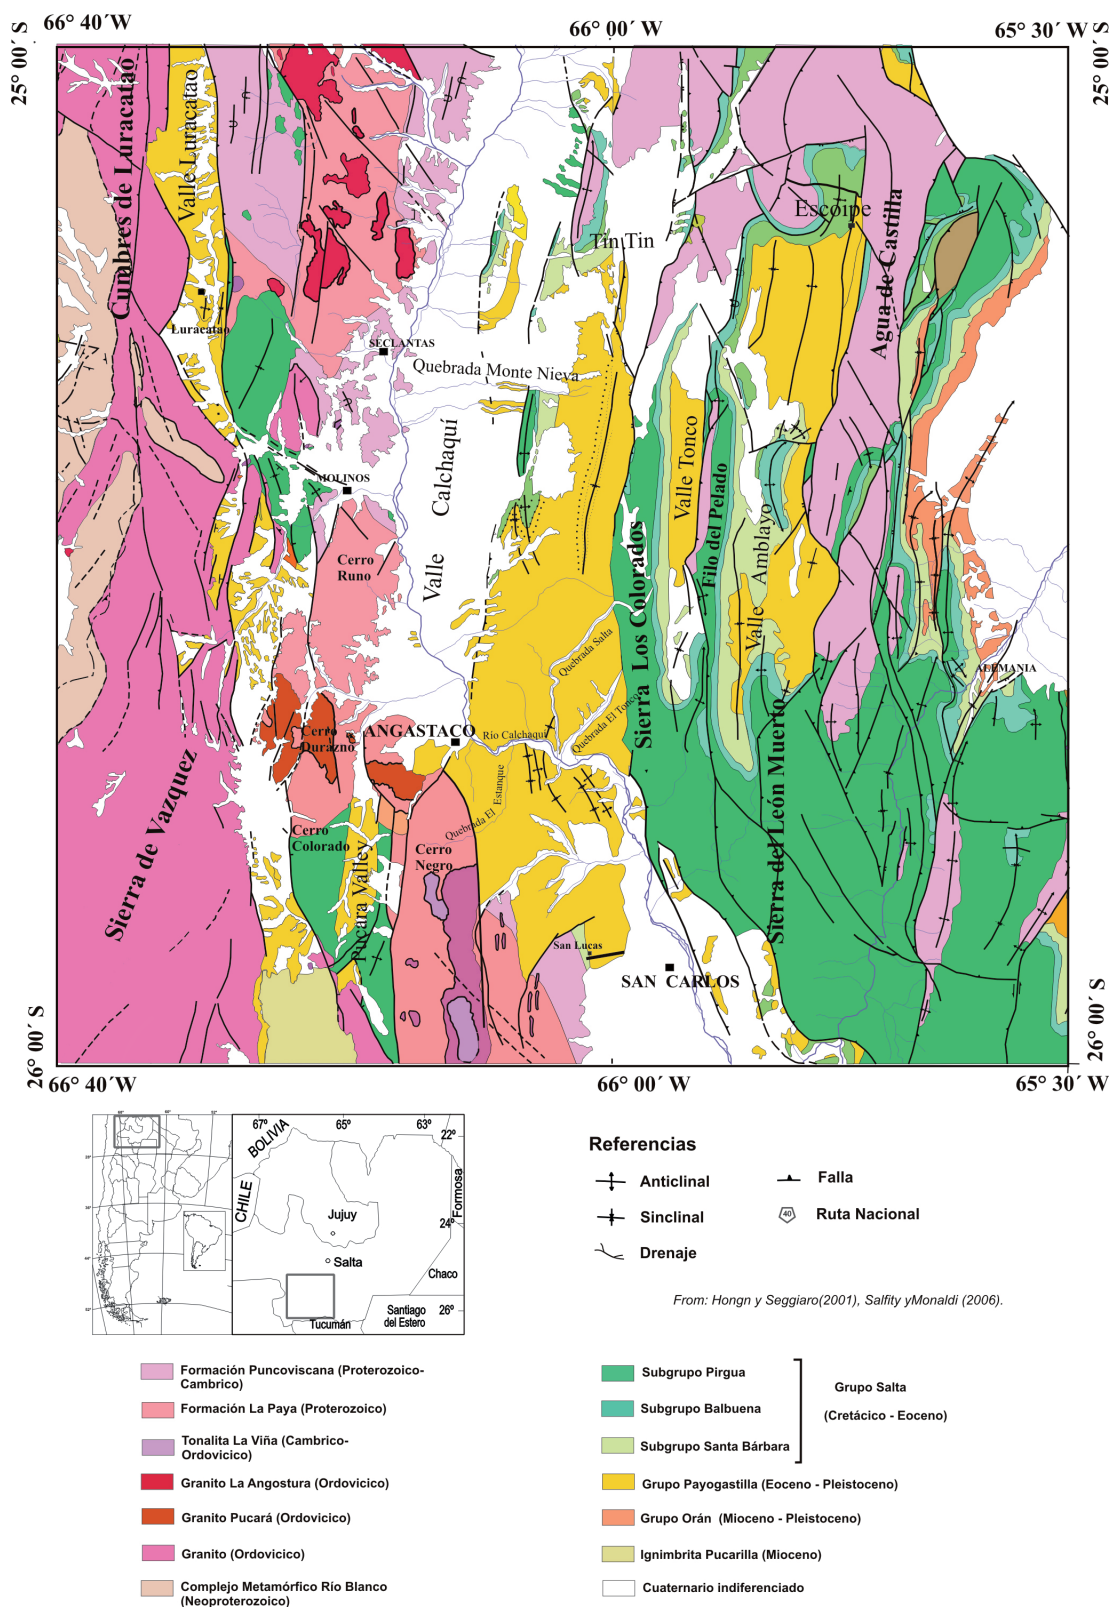 66° 40´W
66° 00´W
65° 30´ W
25° 00´ S
25° 00´ S
Cumbres de Luracatao
Valle Luracatao
Escoipe
Tin Tin
Agua de Castilla
Luracatao
SECLANTAS
Quebrada Monte Nieva
Calchaquí
Valle Tonco
MOLINOS
Filo del Pelado
Cerro
Runo
Valle
Amblayo
Valle
Sierra Los Colorados
Quebrada Salta
ALEMANIA
Cerro
Durazno
ANGASTACO
Río Calchaquí
Quebrada El Tonco
Sierra de Vazquez
Quebrada El Estanque
Sierra del León Muerto
Cerro
Colorado
Pucara Valley
Cerro
Negro
San Lucas
SAN CARLOS
26° 00´ S
26° 00´ S
66° 40´W
66° 00´ W
65° 30´ W
67º
65º
63º
BOLIVIA
22º
CHILE
Formosa
Jujuy
24º
Salta
Chaco
Santiago
del Estero
26º
Tucumán
Referencias
Anticlinal
Falla
Sinclinal
40
Ruta Nacional
Drenaje
From: Hongn y Seggiaro(2001), Salfity yMonaldi (2006).
Formación Puncoviscana (Proterozoico-
Cambrico)
Formación La Paya (Proterozoico)
Tonalita La Viña (Cambrico-
Ordovicico)
Granito La Angostura (Ordovicico)
Granito Pucará (Ordovicico)
Granito (Ordovicico)
Complejo Metamórfico Río Blanco
(Neoproterozoico)
Subgrupo Pirgua
Subgrupo Balbuena
Subgrupo Santa Bárbara
Grupo Salta
(Cretácico - Eoceno)
Grupo Payogastilla (Eoceno - Pleistoceno)
Grupo Orán (Mioceno - Pleistoceno)
Ignimbrita Pucarilla (Mioceno)
Cuaternario indiferenciado